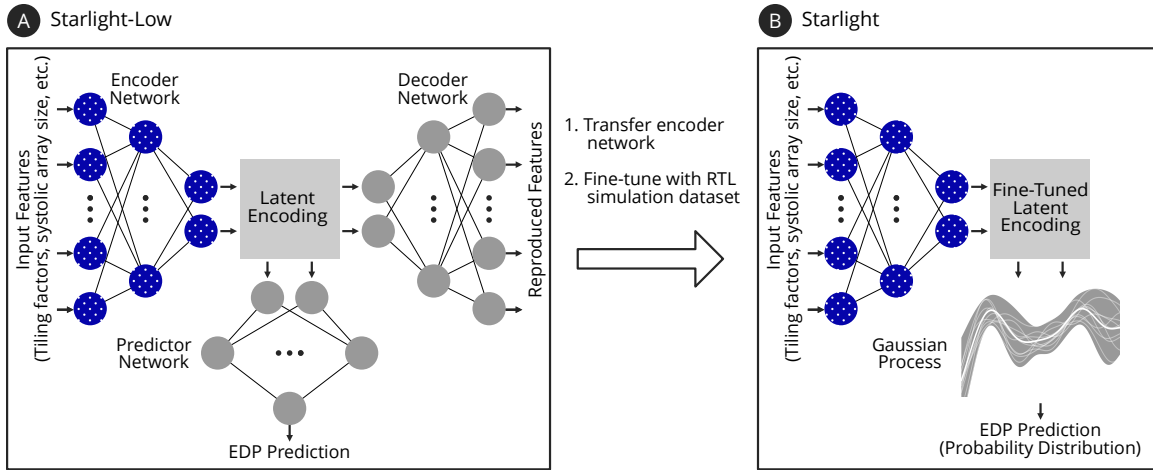 A Starlight-Low
Input Features
(Tiling factors, systolic array size, etc.)
Encoder
Network
Latent
Encoding
Decoder
Network
Reproduced Features
Predictor
Network
EDP Prediction
1. Transfer encoder
network
2. Fine-tune with RTL
simulation dataset
B Starlight
Input Features
(Tiling factors, systolic array size, etc.)
Fine-Tuned
Latent
Encoding
Gaussian
Process
EDP Prediction
(Probability Distribution)